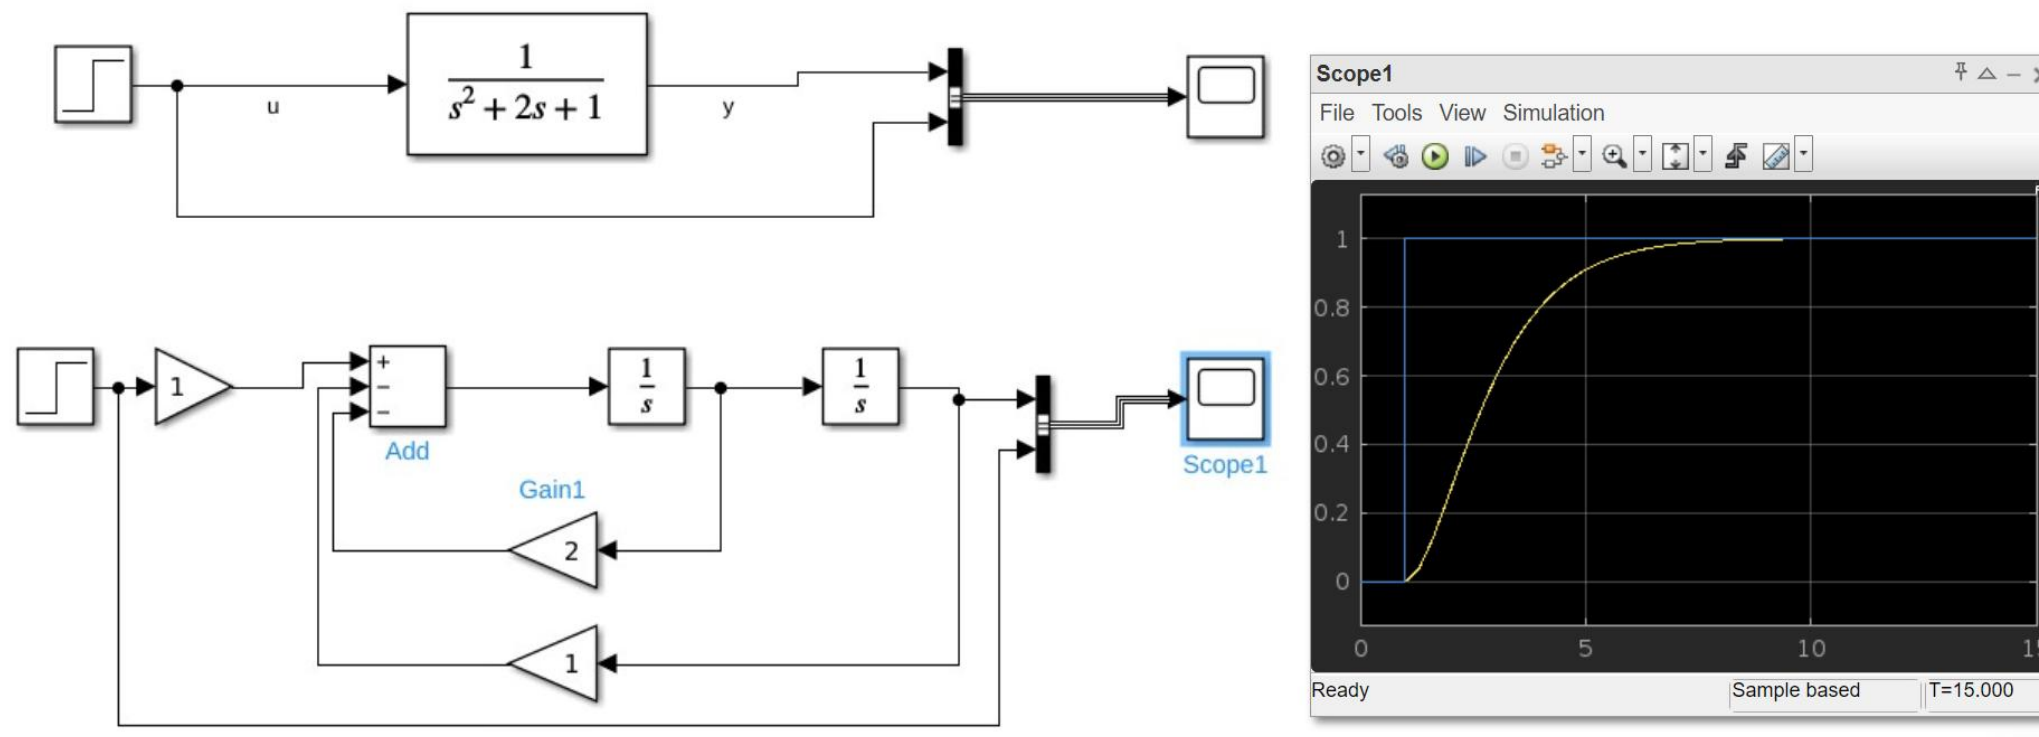 1
s² + 2s + 1
u
y
1
+
−
−
Add
1
s
1
s
Scope1
Gain1
2
1
Scope1
File Tools View Simulation
1
0.8
0.6
0.4
0.2
0
0 5 10
Ready Sample based T=15.000